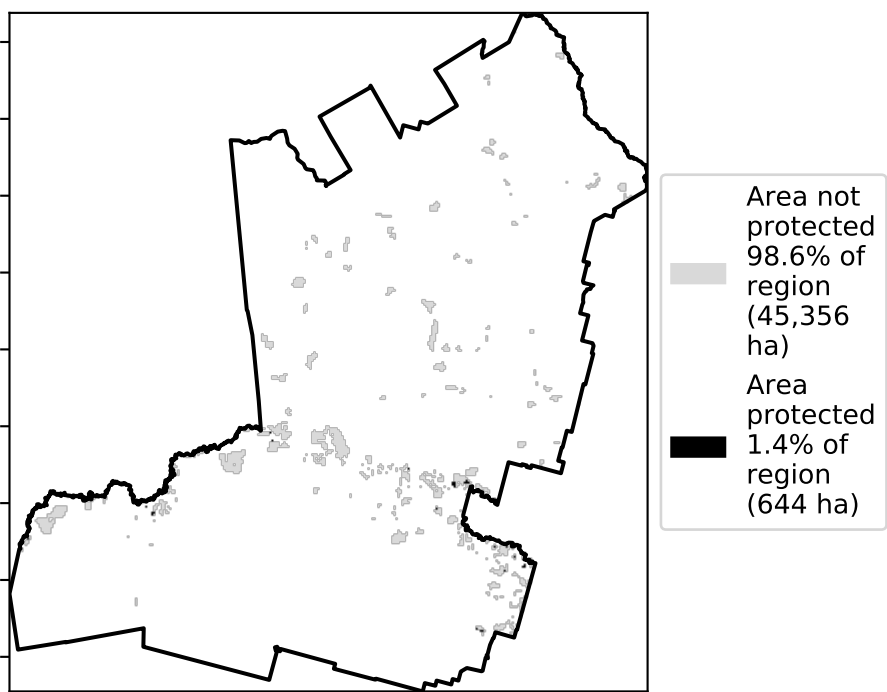 Area not
protected
98.6% of
region
(45,356
ha)
Area
protected
1.4% of
region
(644 ha)